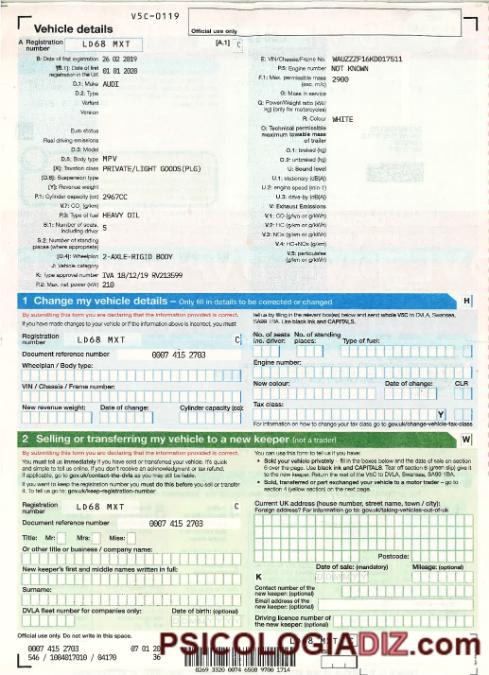 V5C-0119
Vehicle details
Official use only
A Registration number LD68 MXT [A.1] C
B: Date of first registration 26 02 2019
[B.1]: Date of first registration in the UK 01 01 2020
D.1: Make AUDI
D.2: Type
Variant
Version
Euro status
Real driving emissions
D.3: Model
D.5: Body type MPV
[X]: Taxation class PRIVATE/LIGHT GOODS(PLG)
[D.6]: Suspension type
[Y]: Revenue weight
P.1: Cylinder capacity (cc) 2967CC
V.7: CO₂ (g/km)
P.3: Type of fuel HEAVY OIL
S.1: Number of seats, including driver 5
S.2: Number of standing places (where appropriate)
[D.4]: Wheelplan 2-AXLE-RIGID BODY
J: Vehicle category
K: Type approval number IVA 18/12/19 RV213599
P.2: Max. net power (kW) 210
E: VIN/Chassis/Frame No. WAUZZZF16KD017511
P.5: Engine number NOT KNOWN
F.1: Max. permissible mass (exc. m/c) 2900
G: Mass in service
Q: Power/Weight ratio (kW/kg) (only for motorcycles)
R: Colour WHITE
O: Technical permissible maximum towable mass of trailer
O.1: braked (kg)
O.2: unbraked (kg)
U: Sound level
U.1: stationary (dB(A))
U.2: engine speed (min-1)
U.3: drive-by (dB(A))
V: Exhaust Emissions
V.1: CO (g/km or g/kWh)
V.2: HC (g/km or g/kWh)
V.3: NOx (g/km or g/kWh)
V.4: HC+NOx (g/km)
V.5: particulates (g/km or g/kWh)
1 Change my vehicle details – Only fill in details to be corrected or changed H
By submitting this form you are declaring that the information provided is correct.
If you have made changes to your vehicle or if the information above is incorrect, you must
tell us by filling in the relevant box(es) below and send whole V5C to DVLA, Swansea,
SA99 1BA. Use black ink and CAPITALS.
Registration number LD68 MXT C
Document reference number 0007 415 2703
Wheelplan / Body type:
VIN / Chassis / Frame number:
New revenue weight: Date of change: Cylinder capacity (cc):
No. of seats (inc. driver: No. of standing places: Type of fuel:
Engine number:
New colour: Date of change: CLR
Tax class:
Y
For information on how to change your tax class go to gov.uk/change-vehicle-tax-class
2 Selling or transferring my vehicle to a new keeper (not a trader) W
By submitting this form you are declaring that the information provided is correct.
You must tell us immediately if you have sold or transferred your vehicle. It's quick
and simple to tell us online. If you don't receive an acknowledgment or tax refund,
if applicable, go to gov.uk/contact-the-dvla as you may still be liable.
If you want to keep the registration number you must do this before you sell or transfer
it. To tell us go to: gov.uk/keep-registration-number
Registration number LD68 MXT C
Document reference number 0007 415 2703
Title: Mr: Mrs: Miss:
Or other title or business / company name:
New keeper's first and middle names written in full:
Surname:
DVLA fleet number for companies only: Date of birth: (optional)
You can use this form to tell us if you have:
• Sold your vehicle privately - fill in the boxes below and the date of sale on section
6 over the page. Use black ink and CAPITALS. Tear off section 6 (green slip) give it
to the new keeper. Return the rest of the V5C to DVLA, Swansea, SA99 1BA.
• Sold, transferred or part exchanged your vehicle to a motor trader – go to
section 4 (yellow section) on the next page.
Current UK address (house number, street name, town / city):
Foreign address? For information go to: gov.uk/taking-vehicles-out-of-uk
Postcode:
Date of sale: (mandatory) Mileage: (optional)
K
Contact number of the new keeper: (optional)
Email address of the new keeper: (optional)
Driving licence number of the new keeper: (optional)
Official use only. Do not write in this space.
0007 415 2703 07 01 20
546 / 1004017010 / 04170 36
8269 3320 0074 6508 9700 1714
LD68 MXT
PSICOLOGIADIZ.com